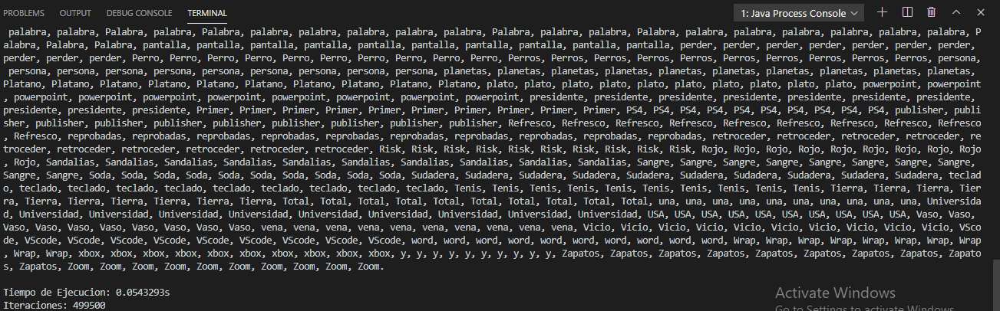 PROBLEMS OUTPUT DEBUG CONSOLE TERMINAL 1: Java Process Console
palabra, palabra, Palabra, palabra, Palabra, palabra, palabra, palabra, palabra, palabra, Palabra, palabra, palabra, Palabra, palabra, palabra, palabra, palabra, palabra, palabra, P
alabra, Palabra, Palabra, pantalla, pantalla, pantalla, pantalla, pantalla, pantalla, pantalla, pantalla, pantalla, pantalla, perder, perder, perder, perder, perder, perder, perder,
perder, perder, perder, Perro, Perro, Perro, Perro, Perro, Perro, Perro, Perro, Perro, Perro, Perros, Perros, Perros, Perros, Perros, Perros, Perros, Perros, Perros, Perros, persona,
persona, persona, persona, persona, persona, persona, persona, persona, persona, planetas, planetas, planetas, planetas, planetas, planetas, planetas, planetas, planetas, planetas,
Platano, Platano, Platano, Platano, Platano, Platano, Platano, Platano, Platano, Platano, plato, plato, plato, plato, plato, plato, plato, plato, plato, plato, powerpoint, powerpoint
, powerpoint, powerpoint, powerpoint, powerpoint, powerpoint, powerpoint, powerpoint, powerpoint, presidente, presidente, presidente, presidente, presidente, presidente, presidente,
presidente, presidente, presidente, Primer, Primer, Primer, Primer, Primer, Primer, Primer, Primer, Primer, Primer, PS4, PS4, PS4, PS4, PS4, PS4, PS4, PS4, PS4, PS4, publisher, publi
sher, publisher, publisher, publisher, publisher, publisher, publisher, publisher, publisher, Refresco, Refresco, Refresco, Refresco, Refresco, Refresco, Refresco, Refresco, Refresco
, Refresco, reprobadas, reprobadas, reprobadas, reprobadas, reprobadas, reprobadas, reprobadas, reprobadas, reprobadas, reprobadas, retroceder, retroceder, retroceder, retroceder, re
troceder, retroceder, retroceder, retroceder, retroceder, retroceder, Risk, Risk, Risk, Risk, Risk, Risk, Risk, Risk, Risk, Risk, Rojo, Rojo, Rojo, Rojo, Rojo, Rojo, Rojo, Rojo, Rojo
, Rojo, Sandalias, Sandalias, Sandalias, Sandalias, Sandalias, Sandalias, Sandalias, Sandalias, Sandalias, Sandalias, Sangre, Sangre, Sangre, Sangre, Sangre, Sangre, Sangre, Sangre,
Sangre, Sangre, Soda, Soda, Soda, Soda, Soda, Soda, Soda, Soda, Soda, Soda, Sudadera, Sudadera, Sudadera, Sudadera, Sudadera, Sudadera, Sudadera, Sudadera, Sudadera, Sudadera, teclad
o, teclado, teclado, teclado, teclado, teclado, teclado, teclado, teclado, teclado, Tenis, Tenis, Tenis, Tenis, Tenis, Tenis, Tenis, Tenis, Tenis, Tenis, Tierra, Tierra, Tierra, Tier
ra, Tierra, Tierra, Tierra, Tierra, Tierra, Tierra, Total, Total, Total, Total, Total, Total, Total, Total, Total, Total, una, una, una, una, una, una, una, una, una, una, Universida
d, Universidad, Universidad, Universidad, Universidad, Universidad, Universidad, Universidad, Universidad, Universidad, USA, USA, USA, USA, USA, USA, USA, USA, USA, USA, Vaso, Vaso,
Vaso, Vaso, Vaso, Vaso, Vaso, Vaso, Vaso, Vaso, vena, vena, vena, vena, vena, vena, vena, vena, vena, vena, Vicio, Vicio, Vicio, Vicio, Vicio, Vicio, Vicio, Vicio, Vicio, Vicio, VSco
de, VScode, VScode, VScode, VScode, VScode, VScode, VScode, VScode, VScode, word, word, word, word, word, word, word, word, word, word, Wrap, Wrap, Wrap, Wrap, Wrap, Wrap, Wrap, Wrap
, Wrap, Wrap, xbox, xbox, xbox, xbox, xbox, xbox, xbox, xbox, xbox, xbox, y, y, y, y, y, y, y, y, y, y, Zapatos, Zapatos, Zapatos, Zapatos, Zapatos, Zapatos, Zapatos, Zapatos, Zapato
s, Zapatos, Zoom, Zoom, Zoom, Zoom, Zoom, Zoom, Zoom, Zoom, Zoom, Zoom.
Tiempo de Ejecucion: 0.0543293s
Activate Windows
Iteraciones: 499500
Go to Settings to activate Windows.